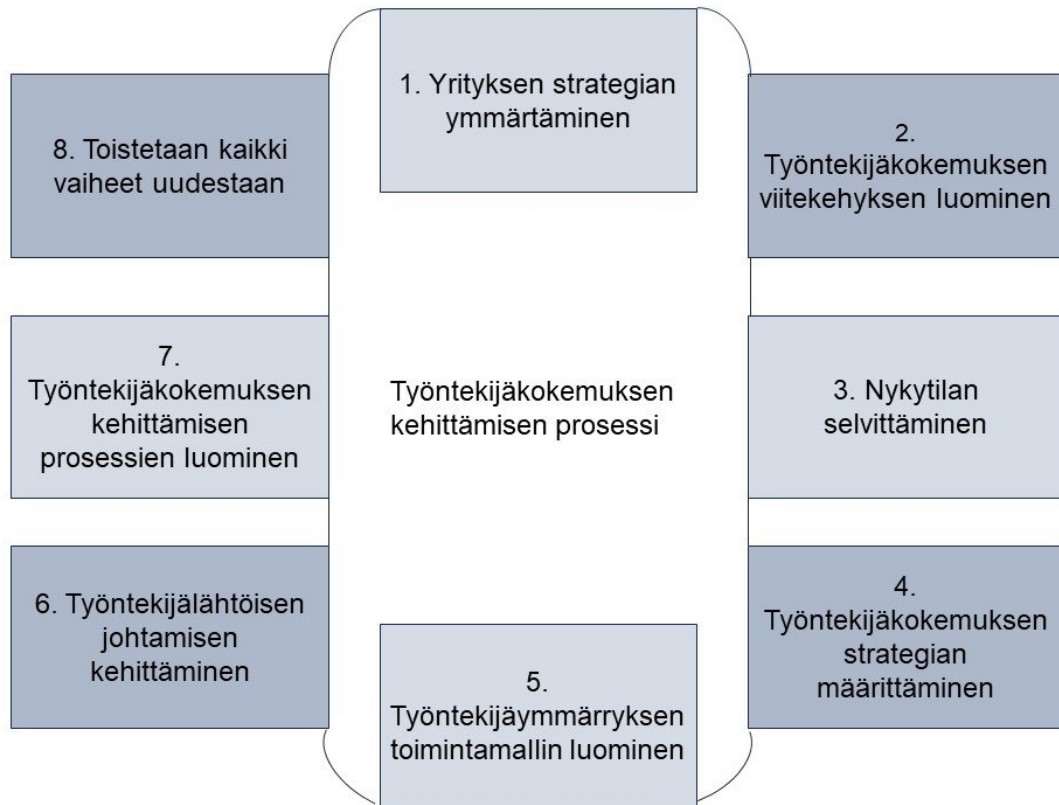 1. Yrityksen strategian
ymmärtäminen
2.
Työntekijäkokemuksen
viitekehyksen luominen
3. Nykytilan
selvittäminen
4.
Työntekijäkokemuksen
strategian
määrittäminen
5.
Työntekijäymmärryksen
toimintamallin luominen
6. Työntekijälähtöisen
johtamisen
kehittäminen
7.
Työntekijäkokemuksen
kehittämisen
prosessien luominen
8. Toistetaan kaikki
vaiheet uudestaan
Työntekijäkokemuksen
kehittämisen prosessi